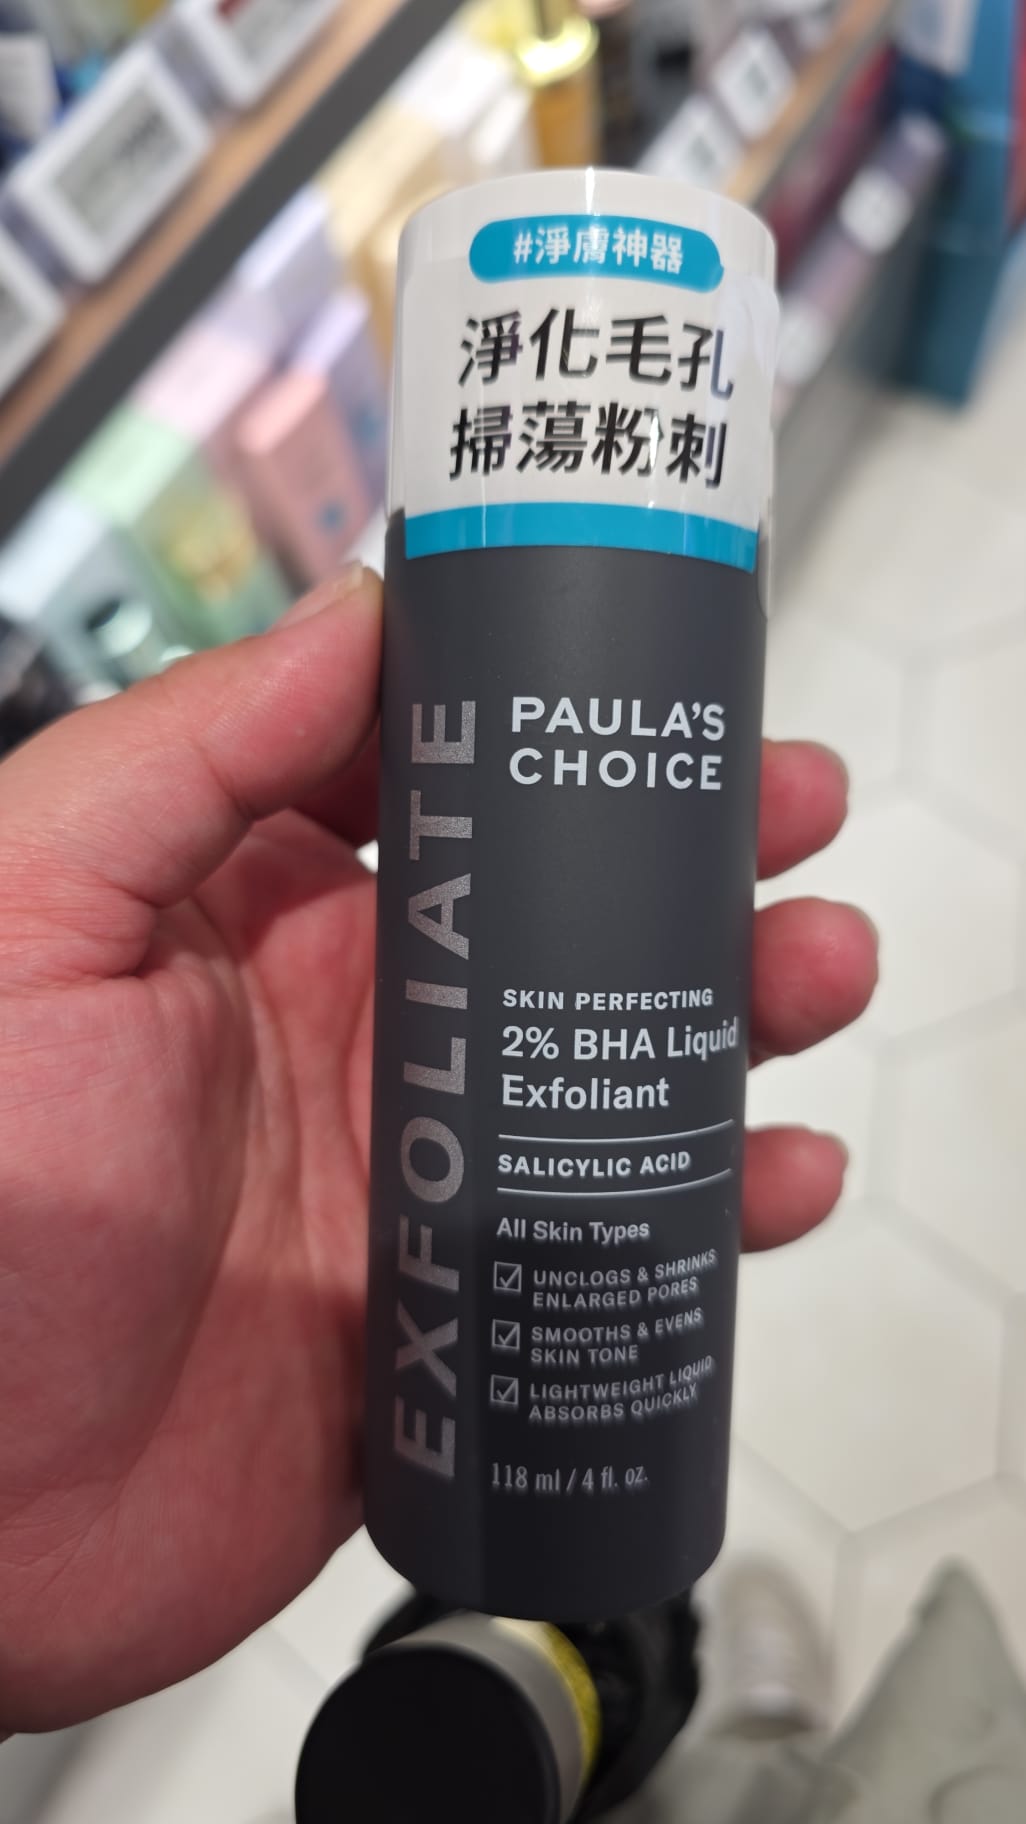 #淨膚神器
淨化毛孔
掃蕩粉刺
EXFOLIATE
PAULA'S
CHOICE
SKIN PERFECTING
2% BHA Liquid
Exfoliant
SALICYLIC ACID
All Skin Types
UNCLOGS & SHRINKS
ENLARGED PORES
SMOOTHS & EVENS
SKIN TONE
LIGHTWEIGHT LIQUID
ABSORBS QUICKLY
118 ml / 4 fl. oz.